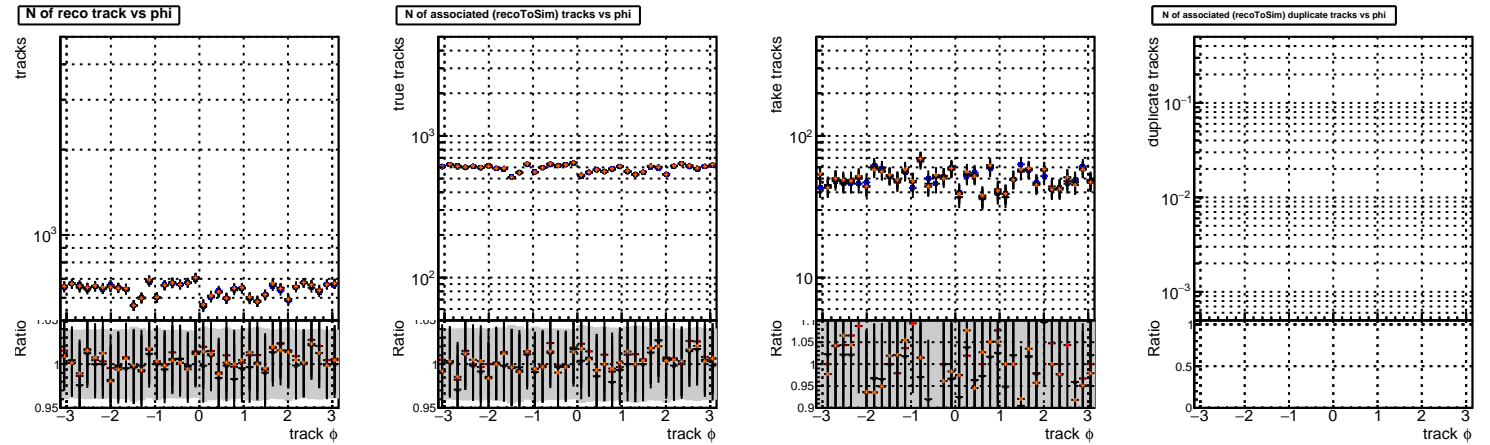 N of reco track vs phi
tracks
10³
Ratio
1.05
1
0.95
−3 −2 −1 0 1 2 3
track ϕ
N of associated (recoToSim) tracks vs phi
true tracks
10³
10²
Ratio
1.05
1
0.95
−3 −2 −1 0 1 2 3
track ϕ
fake tracks
10²
10
Ratio
1.05
1
0.95
0.9
−3 −2 −1 0 1 2 3
track ϕ
N of associated (recoToSim) duplicate tracks vs phi
duplicate tracks
10⁻¹
10⁻²
10⁻³
Ratio
1
0.5
0
−3 −2 −1 0 1 2 3
track ϕ